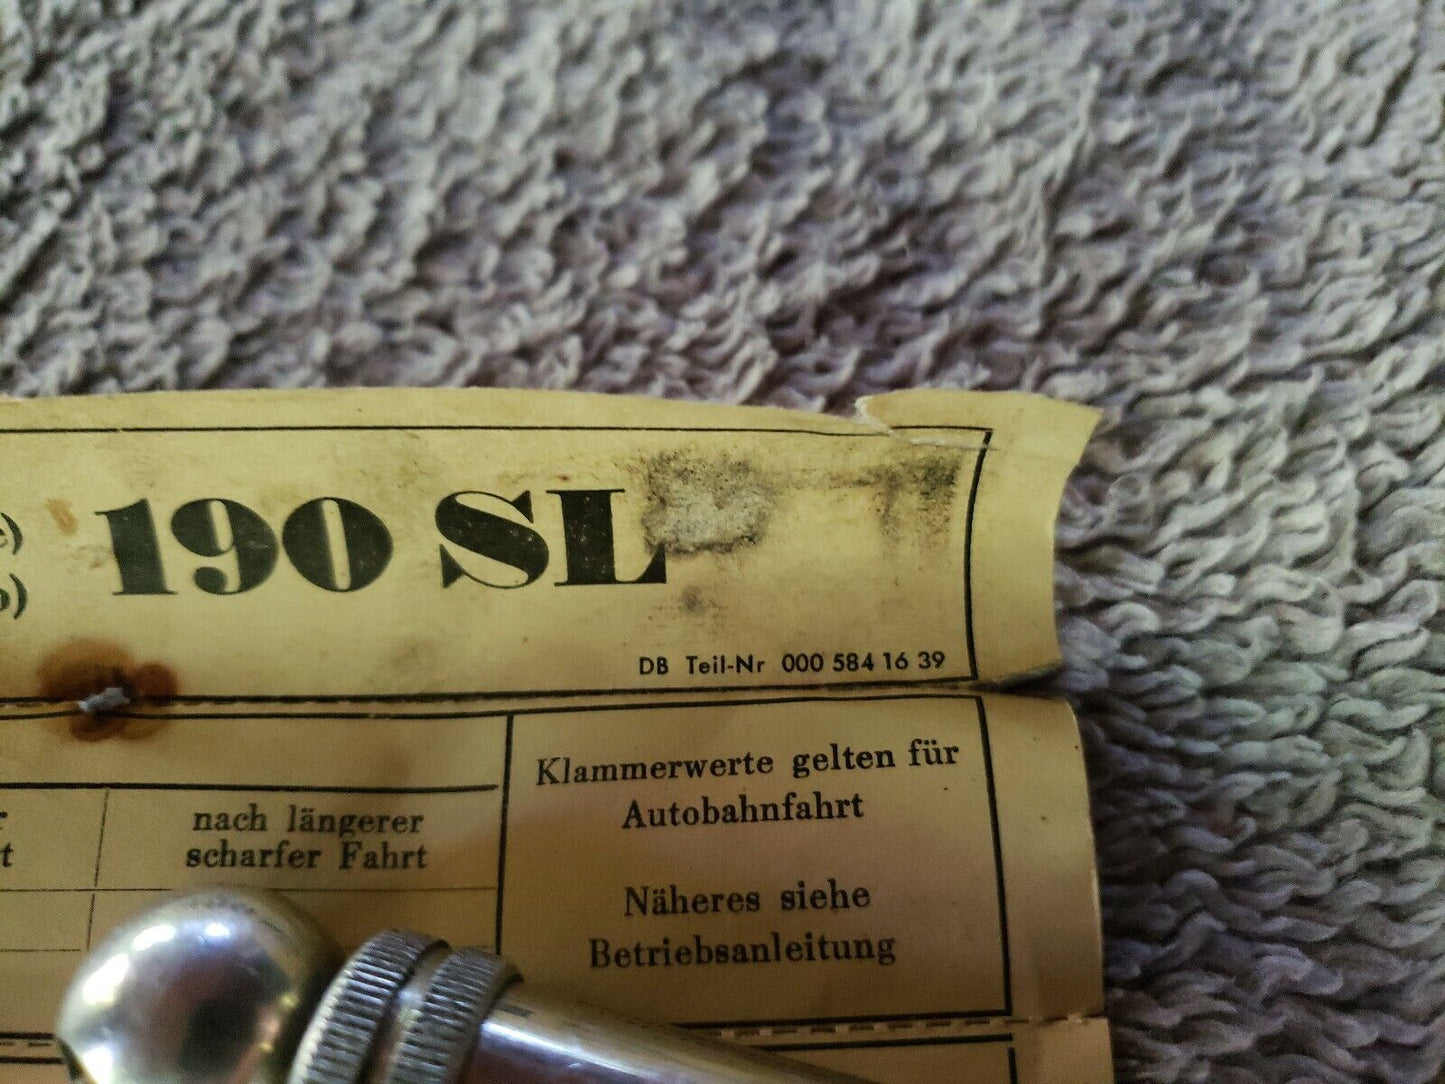 190 SL
DB Teil-Nr 000 584 16 39
Klammerwerte gelten für
Autobahnfahrt
nach längerer
scharfer Fahrt
Näheres siehe
Betriebsanleitung